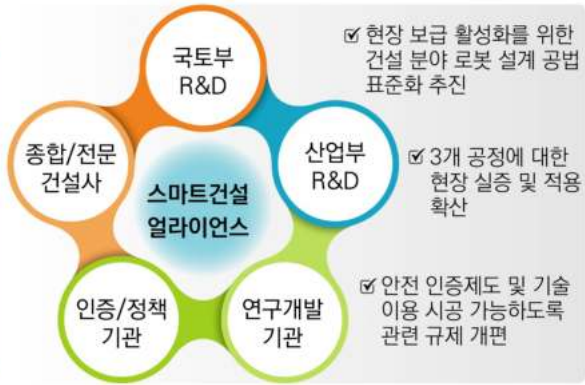 국토부
R&D
종합/전문
건설사
산업부
R&D
스마트건설
얼라이언스
인증/정책
기관
연구개발
기관
☑ 현장 보급 활성화를 위한
건설 분야 로봇 설계 공법
표준화 추진
☑ 3개 공정에 대한
현장 실증 및 적용
확산
☑ 안전 인증제도 및 기술
이용 시공 가능하도록
관련 규제 개편